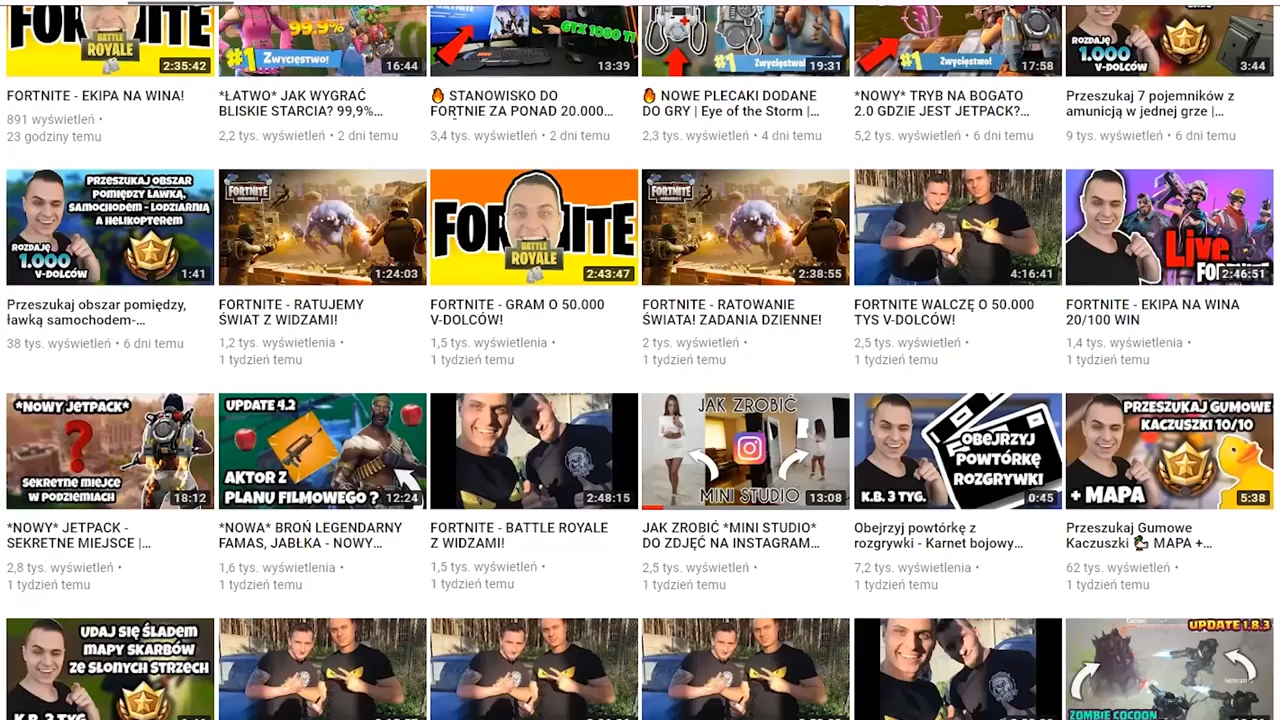 FORTNITE
BATTLE
ROYALE
2:35:42
99,9%
#1 ZWYCIĘSTWO!
16:44
GTX 1080 TI
13:39
#1 ZWYCIĘSTWO!
19:31
#1 ZWYCIĘSTWO!
17:58
ROZDAJĘ
1.000
V-DOLCÓW
3:44
FORTNITE - EKIPA NA WINA!
891 wyświetleń •
23 godziny temu
*ŁATWO* JAK WYGRAĆ
BLISKIE STARCIA? 99,9%...
2,2 tys. wyświetleń • 2 dni temu
🔥 STANOWISKO DO
FORTNIE ZA PONAD 20.000...
3,4 tys. wyświetleń • 2 dni temu
🔥 NOWE PLECAKI DODANE
DO GRY | Eye of the Storm |...
2,3 tys. wyświetleń • 4 dni temu
*NOWY* TRYB NA BOGATO
2.0 GDZIE JEST JETPACK?...
5,2 tys. wyświetleń • 6 dni temu
Przeszukaj 7 pojemników z
amunicją w jednej grze |...
9 tys. wyświetleń • 6 dni temu
PRZESZUKAJ OBSZAR
POMIĘDZY ŁAWKĄ,
SAMOCHODEM - LODZIARNIĄ
A HELIKOPTEREM
ROZDAJĘ
1.000
V-DOLCÓW
1:41
FORTNITE
1:24:03
FORTNITE
BATTLE
ROYALE
2:43:47
FORTNITE
2:38:55
4:16:41
Live
FORTNITE
2:46:51
Przeszukaj obszar pomiędzy,
ławką samochodem-...
38 tys. wyświetleń • 6 dni temu
FORTNITE - RATUJEMY
ŚWIAT Z WIDZAMI!
1,2 tys. wyświetlenia •
1 tydzień temu
FORTNITE - GRAM O 50.000
V-DOLCÓW!
1,5 tys. wyświetlenia •
1 tydzień temu
FORTNITE - RATOWANIE
ŚWIATA! ZADANIA DZIENNE!
2 tys. wyświetleń •
1 tydzień temu
FORTNITE WALCZĘ O 50.000
TYS V-DOLCÓW!
2,5 tys. wyświetleń •
1 tydzień temu
FORTNITE - EKIPA NA WINA
20/100 WIN
1,4 tys. wyświetlenia •
1 tydzień temu
*NOWY JETPACK*
?
SEKRETNE MIEJCE
W PODZIEMIACH
18:12
UPDATE 4.2
AKTOR Z
PLANU FILMOWEGO ?
12:24
2:48:15
JAK ZROBIĆ
MINI STUDIO
13:08
OBEJRZYJ
POWTÓRKĘ
ROZGRYWKI
K.B. 3 TYG.
0:45
PRZESZUKAJ GUMOWE
KACZUSZKI 10/10
+ MAPA
5:38
*NOWY* JETPACK -
SEKRETNE MIEJSCE |...
2,8 tys. wyświetleń •
1 tydzień temu
*NOWA* BROŃ LEGENDARNY
FAMAS, JABŁKA - NOWY...
1,6 tys. wyświetleń •
1 tydzień temu
FORTNITE - BATTLE ROYALE
Z WIDZAMI!
1,5 tys. wyświetleń •
1 tydzień temu
JAK ZROBIĆ *MINI STUDIO*
DO ZDJĘĆ NA INSTAGRAM...
2,5 tys. wyświetleń •
1 tydzień temu
Obejrzyj powtórkę z
rozgrywki - Karnet bojowy...
7,2 tys. wyświetlenia •
1 tydzień temu
Przeszukaj Gumowe
Kaczuszki 🦆 MAPA +...
62 tys. wyświetleń •
1 tydzień temu
UDAJ SIĘ ŚLADEM
MAPY SKARBÓW
ZE SŁONYCH STRZECH
K.B. 3 TYG
UPDATE 1.8.3
ZOMBIE COCOON